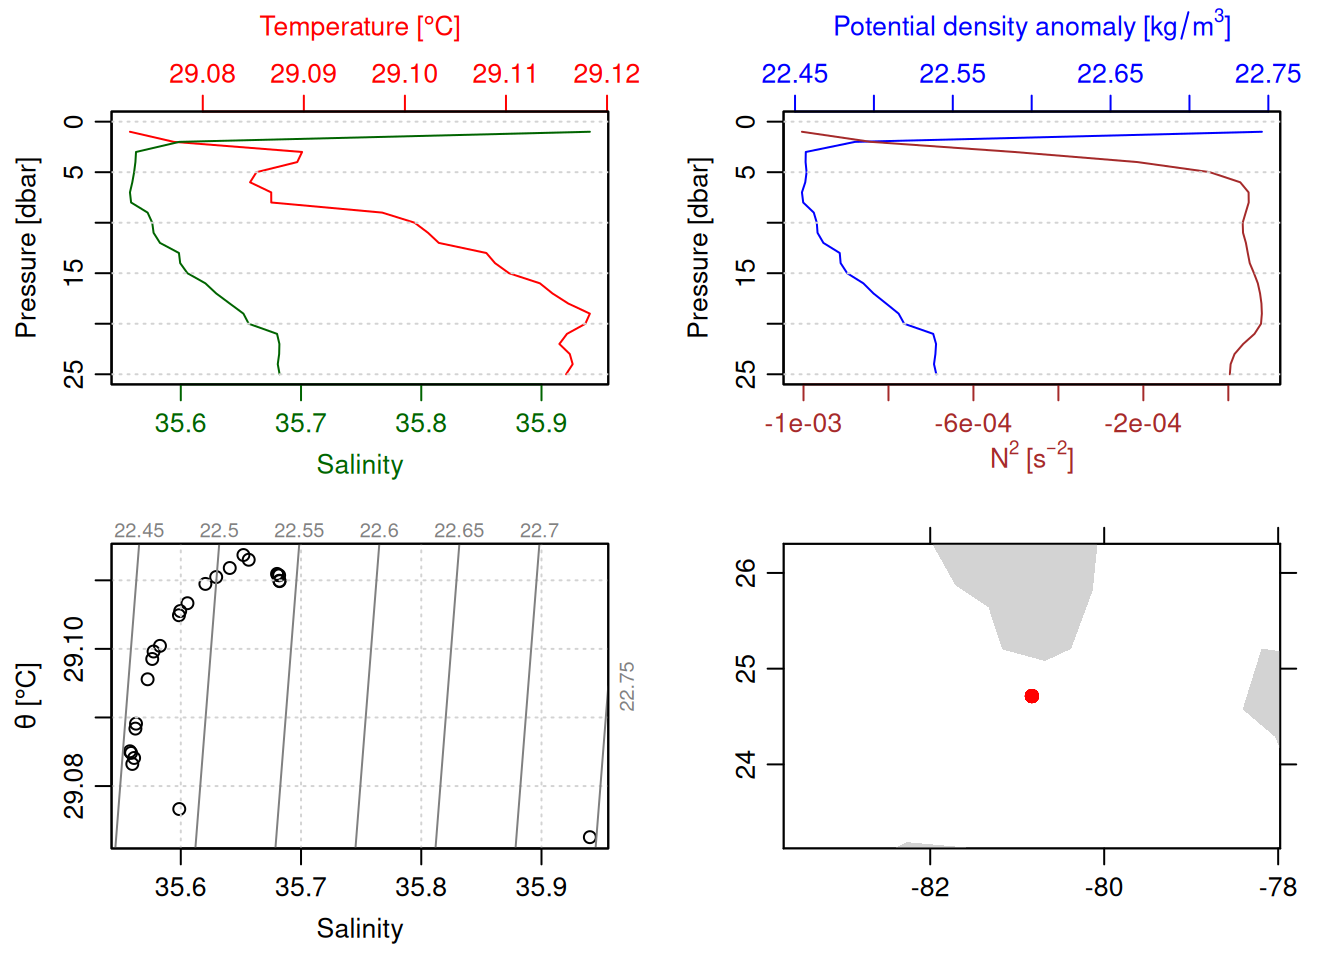 Temperature [°C]
29.08 29.09 29.10 29.11 29.12
Pressure [dbar]
0
5
15
25
35.6 35.7 35.8 35.9
Salinity
Potential density anomaly [kg/m³]
22.45 22.55 22.65 22.75
Pressure [dbar]
0
5
15
25
-1e-03 -6e-04 -2e-04
N² [s⁻²]
22.45 22.5 22.55 22.6 22.65 22.7
22.75
θ [°C]
29.10
29.08
35.6 35.7 35.8 35.9
Salinity
26
25
24
-82 -80 -78